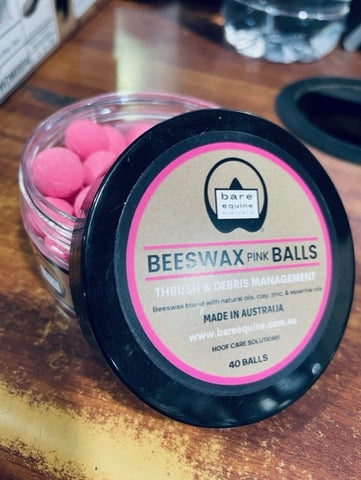 bare
equine
australia
BEESWAX PINK BALLS
THRUSH & DEBRIS MANAGEMENT
Beeswax blend with natural oils, clay, zinc, & essential oils.
MADE IN AUSTRALIA
www.bareequine.com.au
HOOF CARE SOLUTIONS
40 BALLS